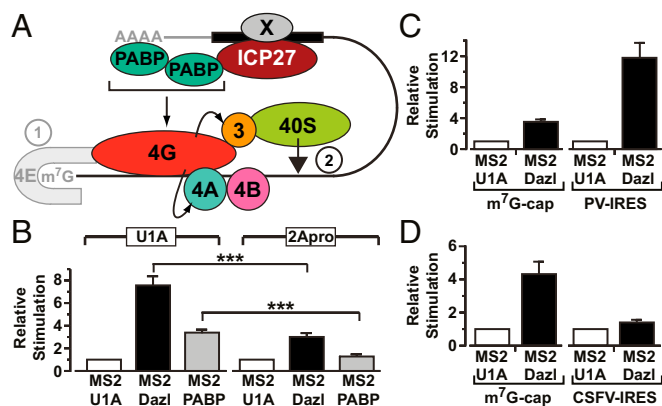 A
AAAA
X
PABP
PABP
ICP27
1
4G
3
40S
4E
m⁷G
2
4A
4B
B
U1A
2Apro
***
***
Relative
Stimulation
8
6
4
2
0
MS2
U1A
MS2
Dazl
MS2
PABP
MS2
U1A
MS2
Dazl
MS2
PABP
C
Relative
Stimulation
12
8
4
0
MS2
U1A
MS2
Dazl
MS2
U1A
MS2
Dazl
m⁷G-cap
PV-IRES
D
Relative
Stimulation
6
4
2
0
MS2
U1A
MS2
Dazl
MS2
U1A
MS2
Dazl
m⁷G-cap
CSFV-IRES